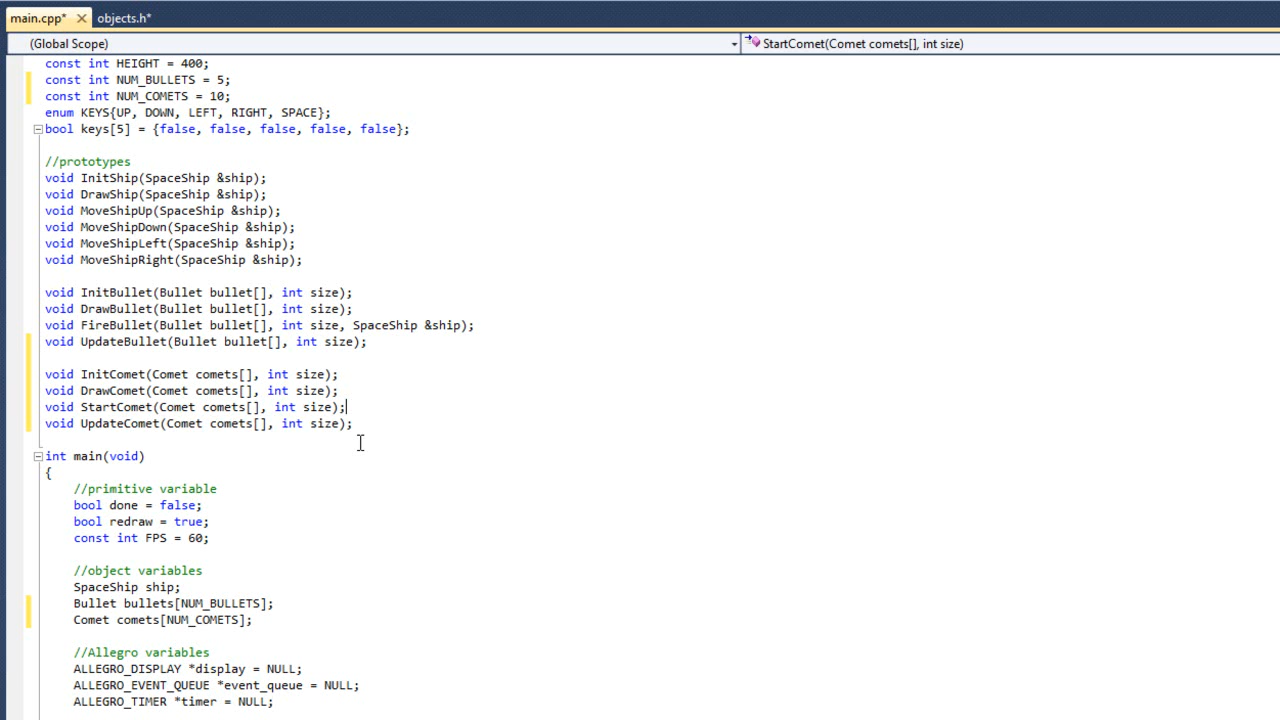 main.cpp* objects.h*
(Global Scope) StartComet(Comet comets[], int size)
const int HEIGHT = 400;
const int NUM_BULLETS = 5;
const int NUM_COMETS = 10;
enum KEYS{UP, DOWN, LEFT, RIGHT, SPACE};
bool keys[5] = {false, false, false, false, false};
//prototypes
void InitShip(SpaceShip &ship);
void DrawShip(SpaceShip &ship);
void MoveShipUp(SpaceShip &ship);
void MoveShipDown(SpaceShip &ship);
void MoveShipLeft(SpaceShip &ship);
void MoveShipRight(SpaceShip &ship);
void InitBullet(Bullet bullet[], int size);
void DrawBullet(Bullet bullet[], int size);
void FireBullet(Bullet bullet[], int size, SpaceShip &ship);
void UpdateBullet(Bullet bullet[], int size);
void InitComet(Comet comets[], int size);
void DrawComet(Comet comets[], int size);
void StartComet(Comet comets[], int size);
void UpdateComet(Comet comets[], int size);
int main(void)
{
    //primitive variable
    bool done = false;
    bool redraw = true;
    const int FPS = 60;
    //object variables
    SpaceShip ship;
    Bullet bullets[NUM_BULLETS];
    Comet comets[NUM_COMETS];
    //Allegro variables
    ALLEGRO_DISPLAY *display = NULL;
    ALLEGRO_EVENT_QUEUE *event_queue = NULL;
    ALLEGRO_TIMER *timer = NULL;